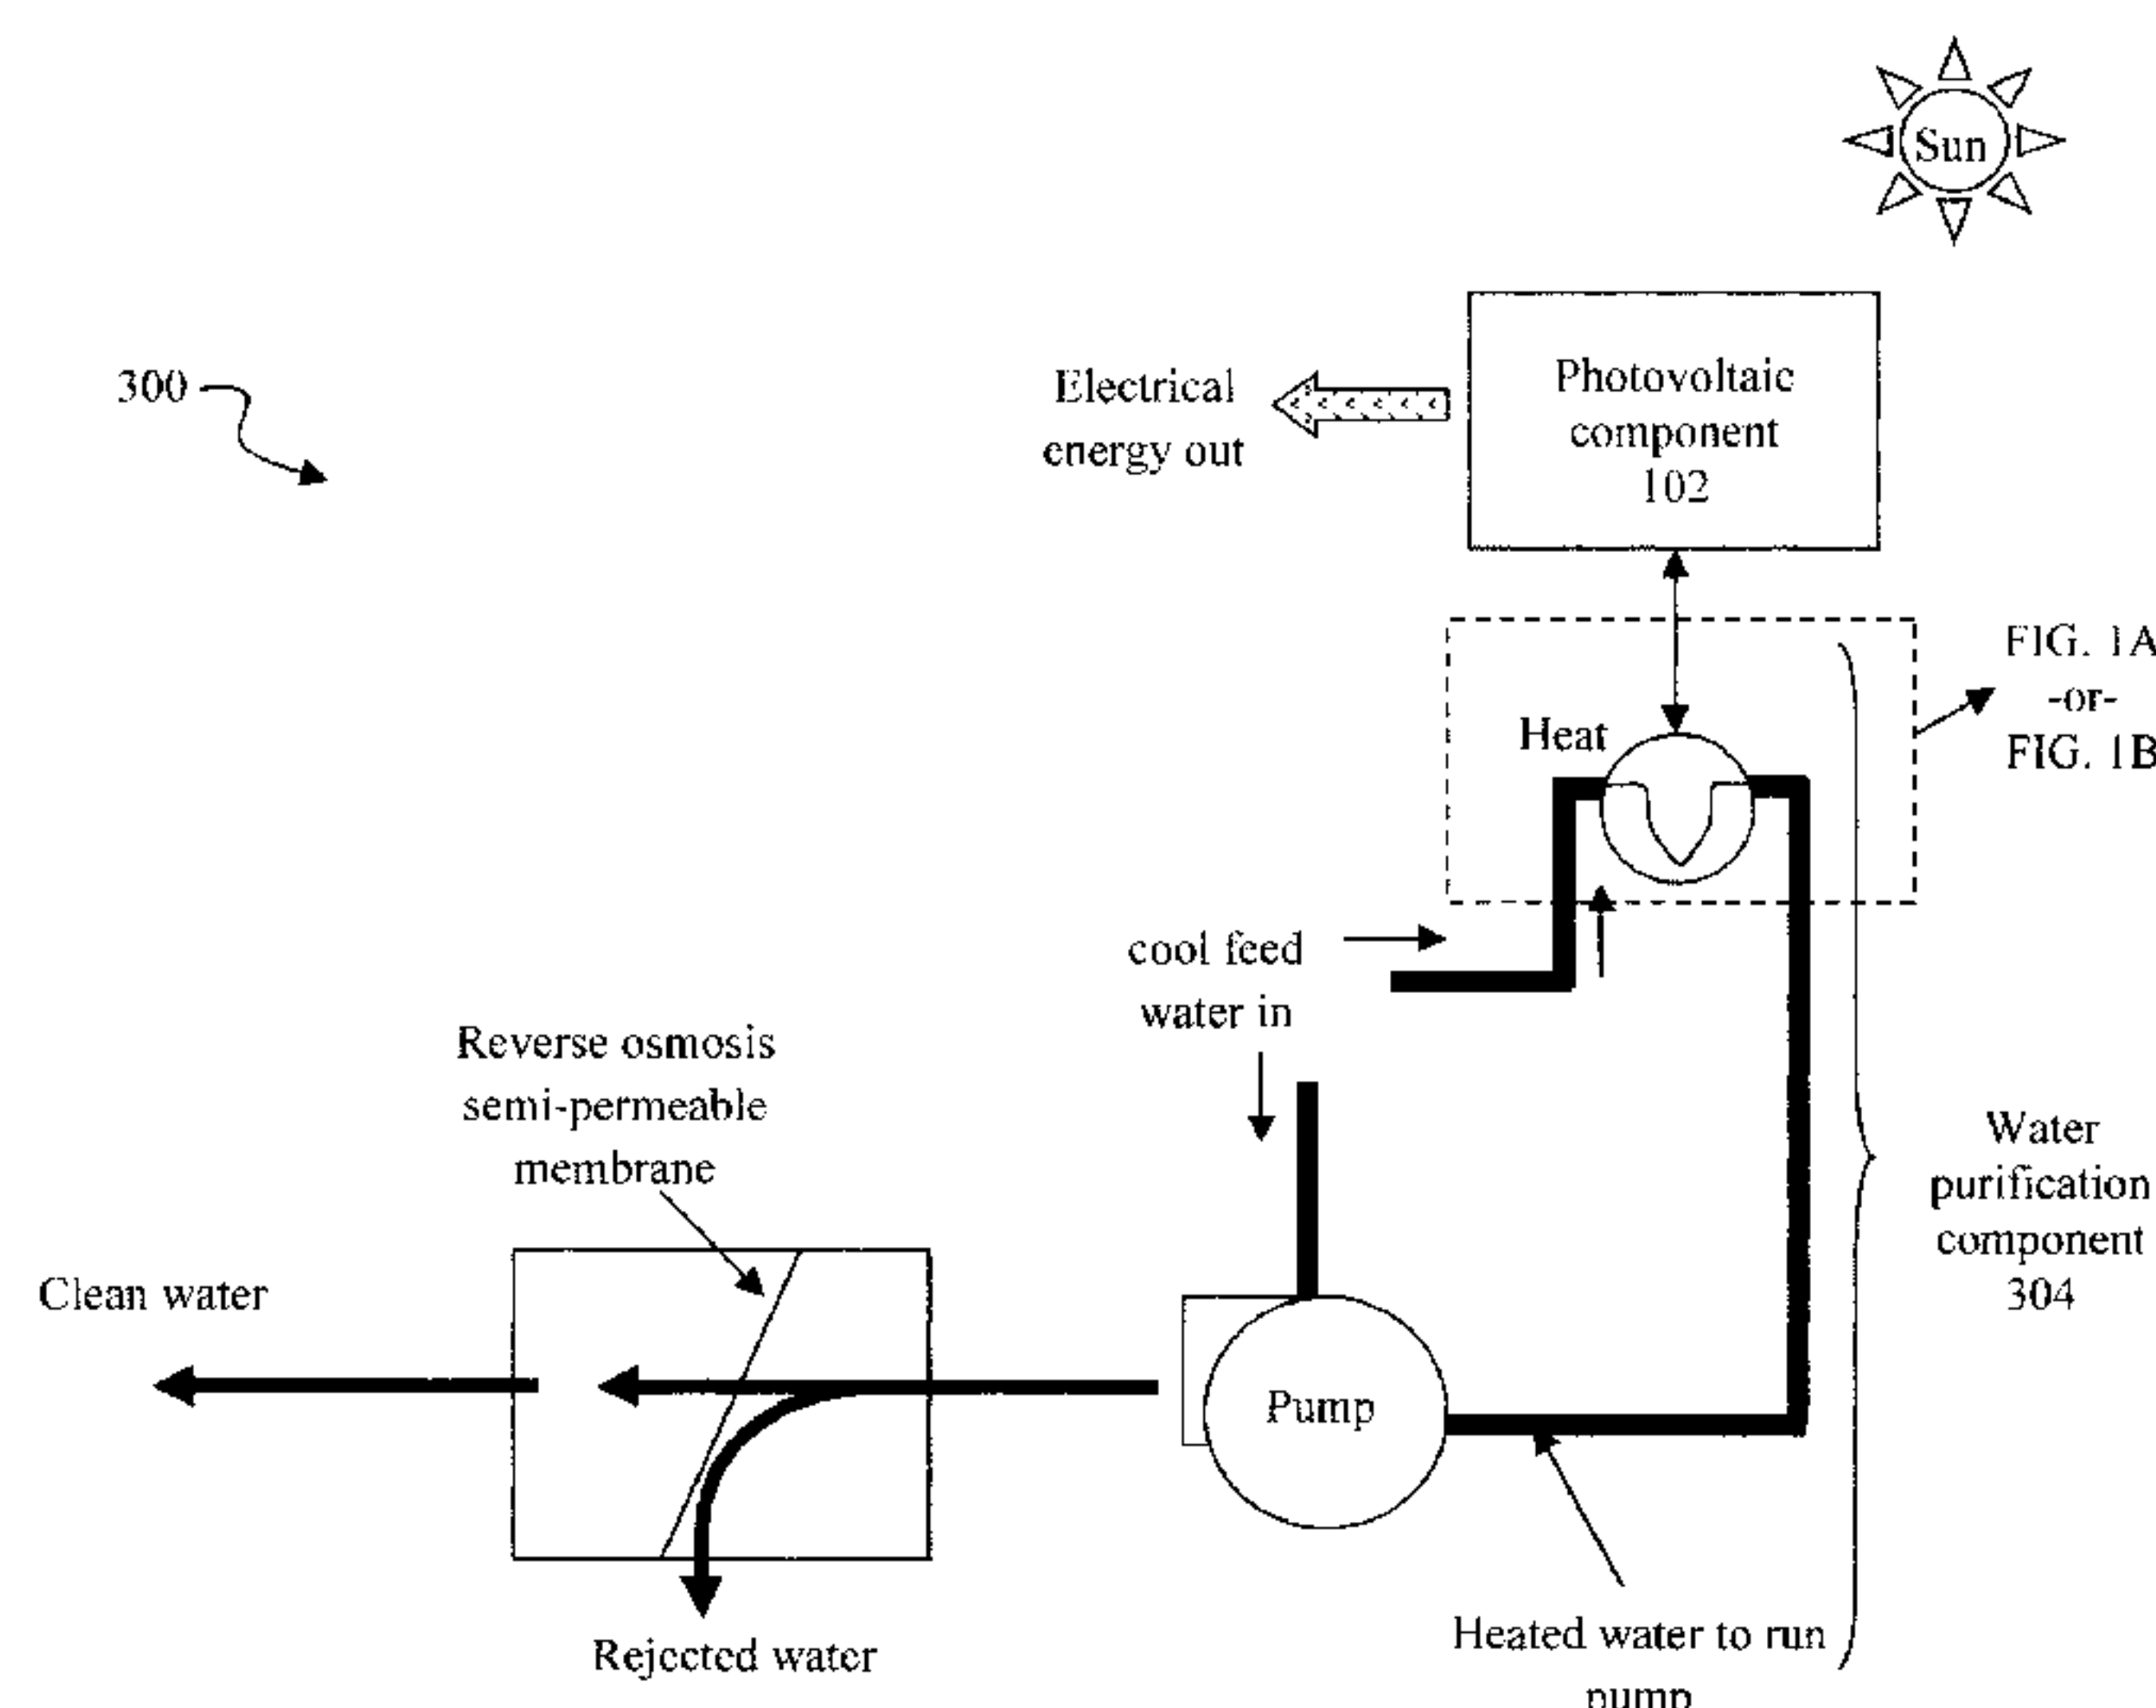 Sun
300
Electrical
energy out
Photovoltaic
component
102
FIG. 1A
-or-
FIG. 1B
Heat
cool feed
water in
Reverse osmosis
semi-permeable
membrane
Water
purification
component
304
Clean water
Pump
Rejected water
Heated water to run
pump